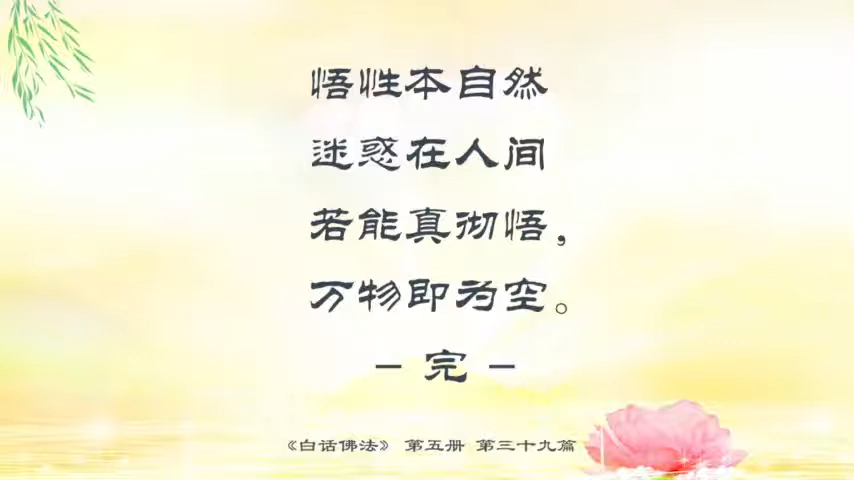 悟性本自然
迷惑在人间
若能真彻悟，
万物即为空。
- 完 -
《白话佛法》 第五册 第三十九篇